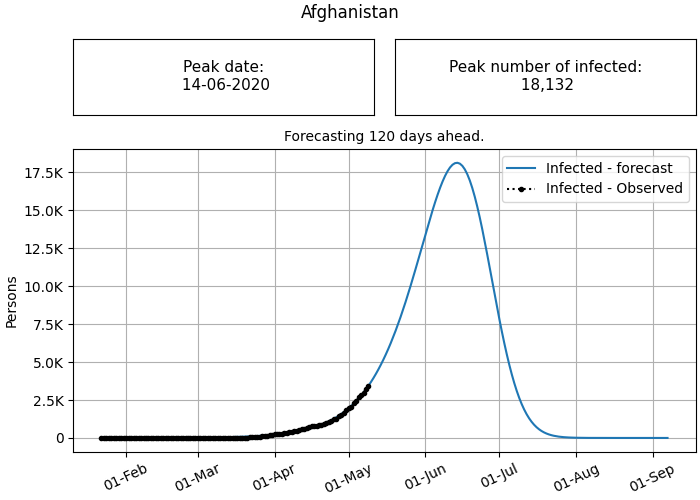 Afghanistan
Peak date:
14-06-2020
Peak number of infected:
18,132
Forecasting 120 days ahead.
Infected - forecast
Infected - Observed
Persons
17.5K
15.0K
12.5K
10.0K
7.5K
5.0K
2.5K
0
01-Feb
01-Mar
01-Apr
01-May
01-Jun
01-Jul
01-Aug
01-Sep